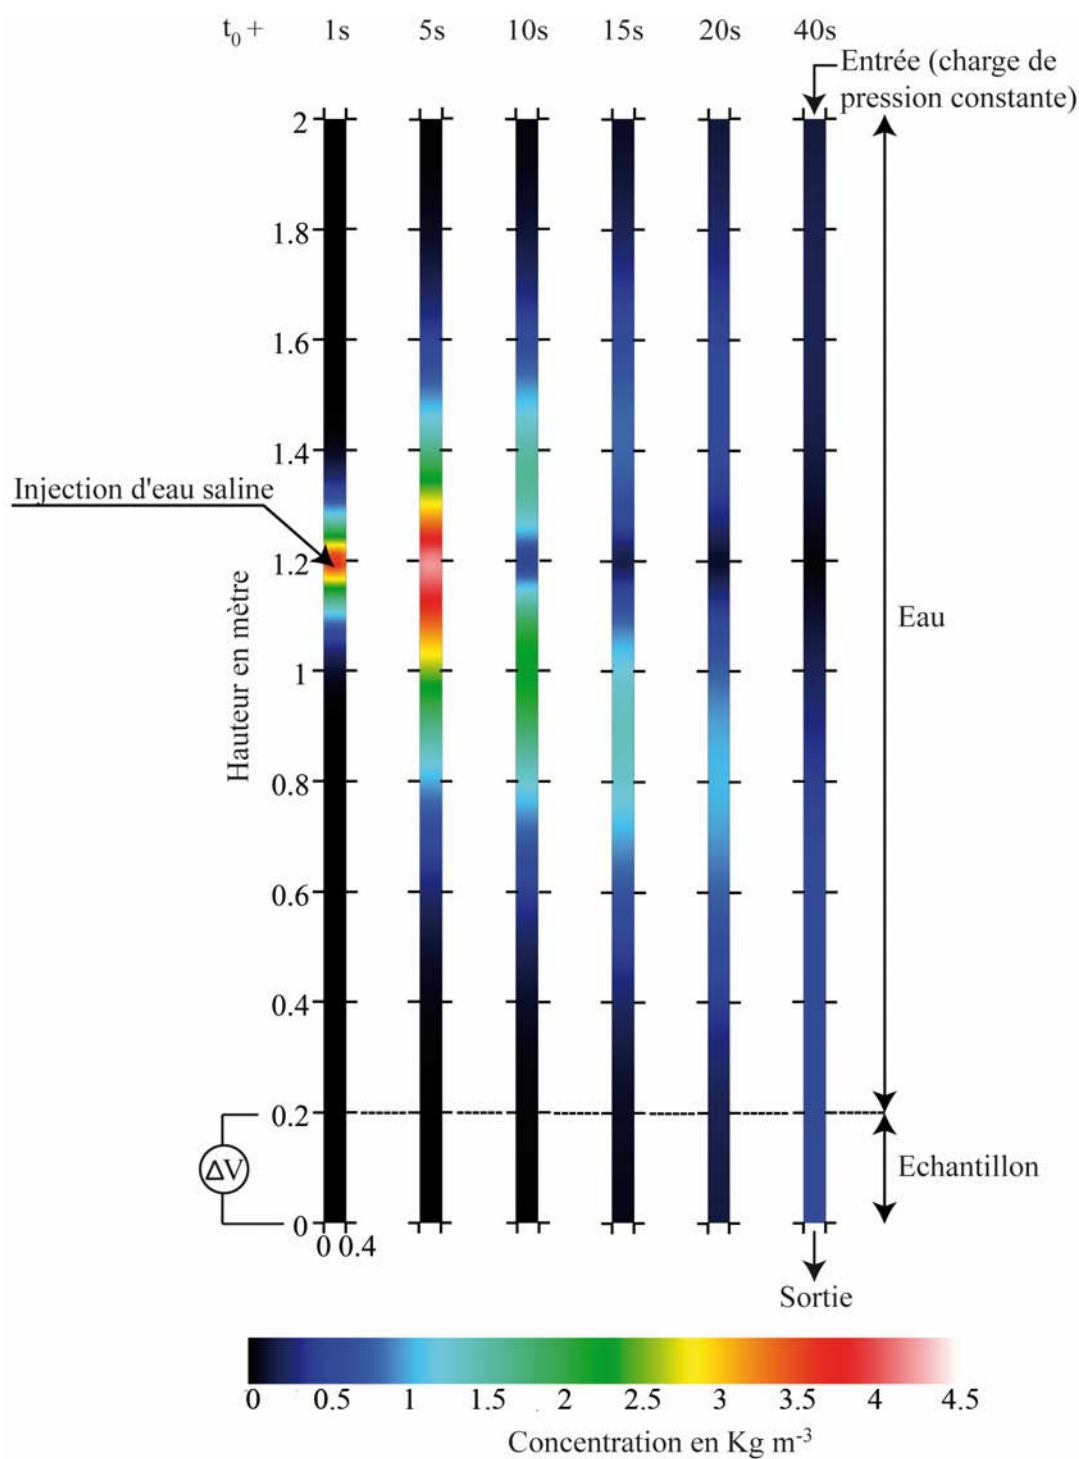 t0 + 1s 5s 10s 15s 20s 40s
Entrée (charge de
pression constante)
2
1.8
1.6
1.4
Injection d'eau saline
1.2
Hauteur en mètre
Eau
1
0.8
0.6
0.4
0.2
ΔV
Echantillon
0
0 0.4
Sortie
0 0.5 1 1.5 2 2.5 3 3.5 4 4.5
Concentration en Kg m-3